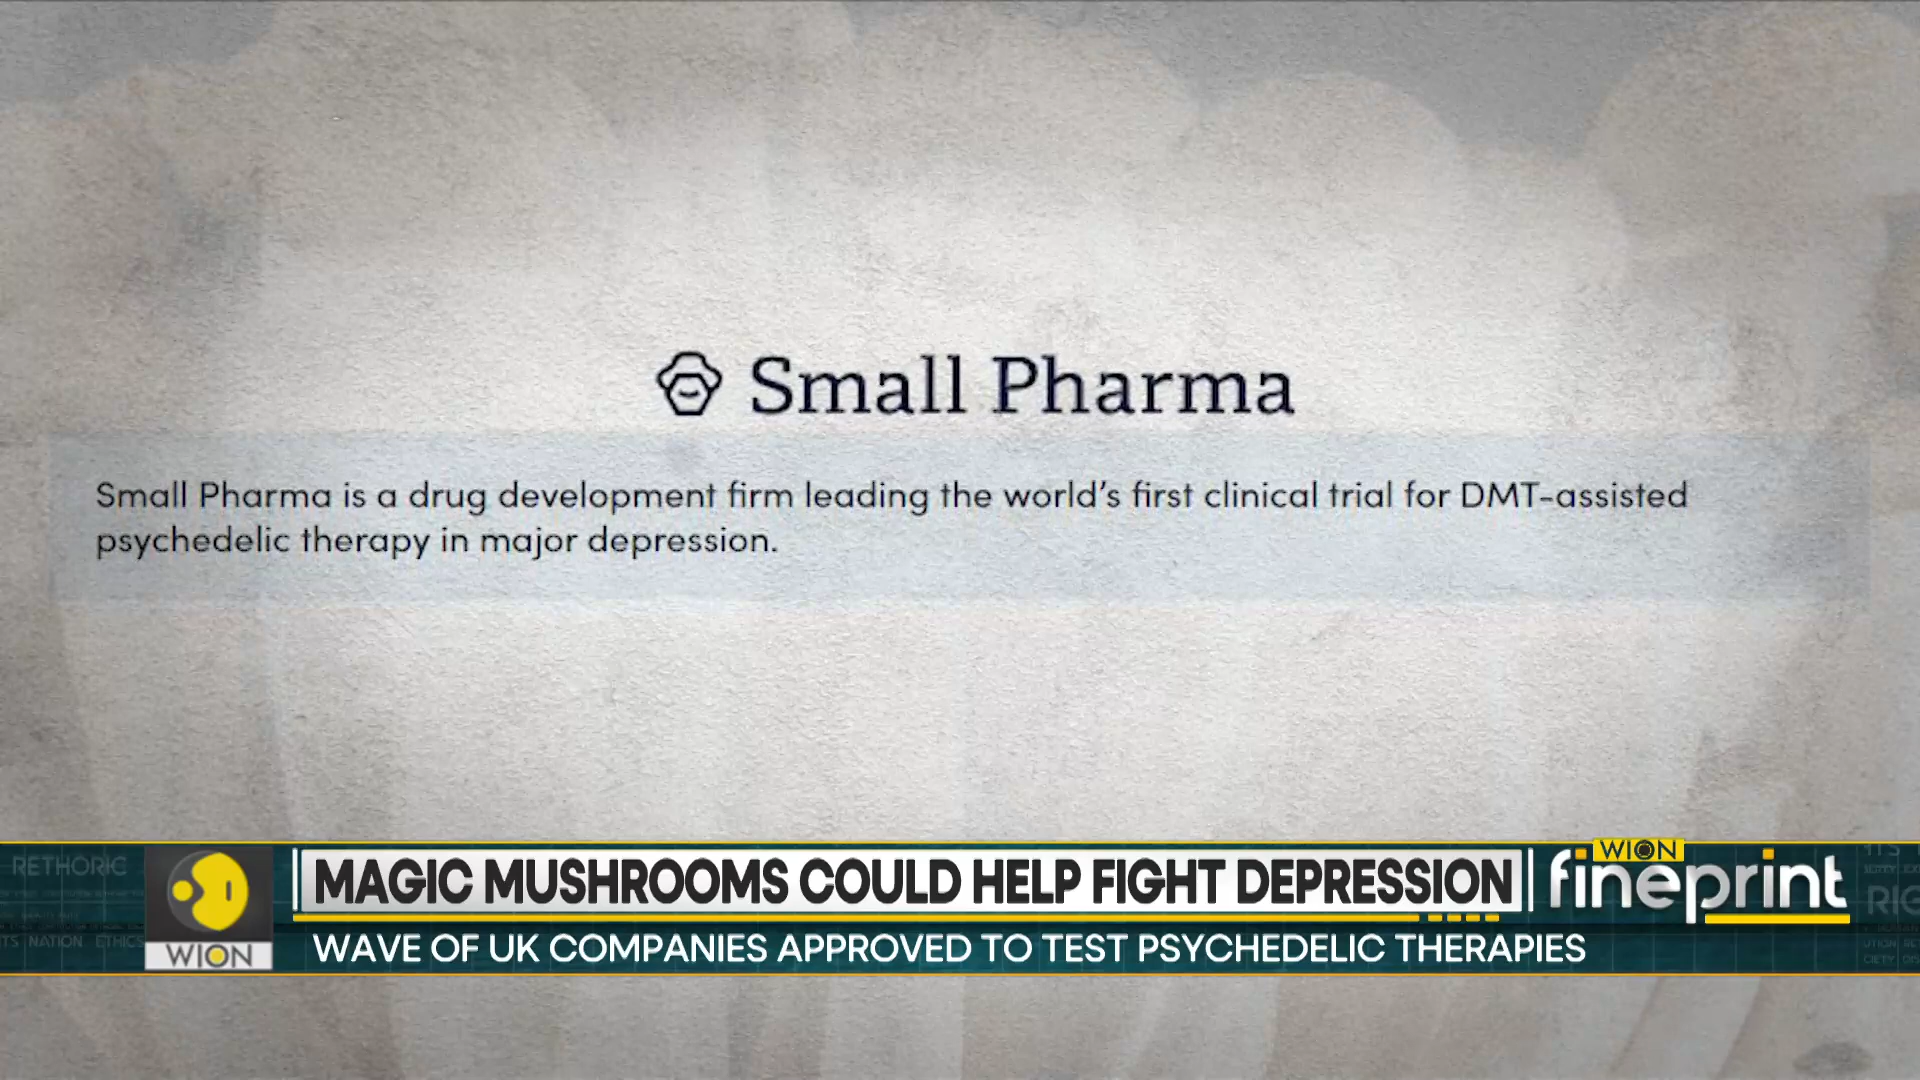 Small Pharma
Small Pharma is a drug development firm leading the world's first clinical trial for DMT-assisted
psychedelic therapy in major depression.
RETHORIC
NATION ETHICS
WION
MAGIC MUSHROOMS COULD HELP FIGHT DEPRESSION
WAVE OF UK COMPANIES APPROVED TO TEST PSYCHEDELIC THERAPIES
WION
fineprint